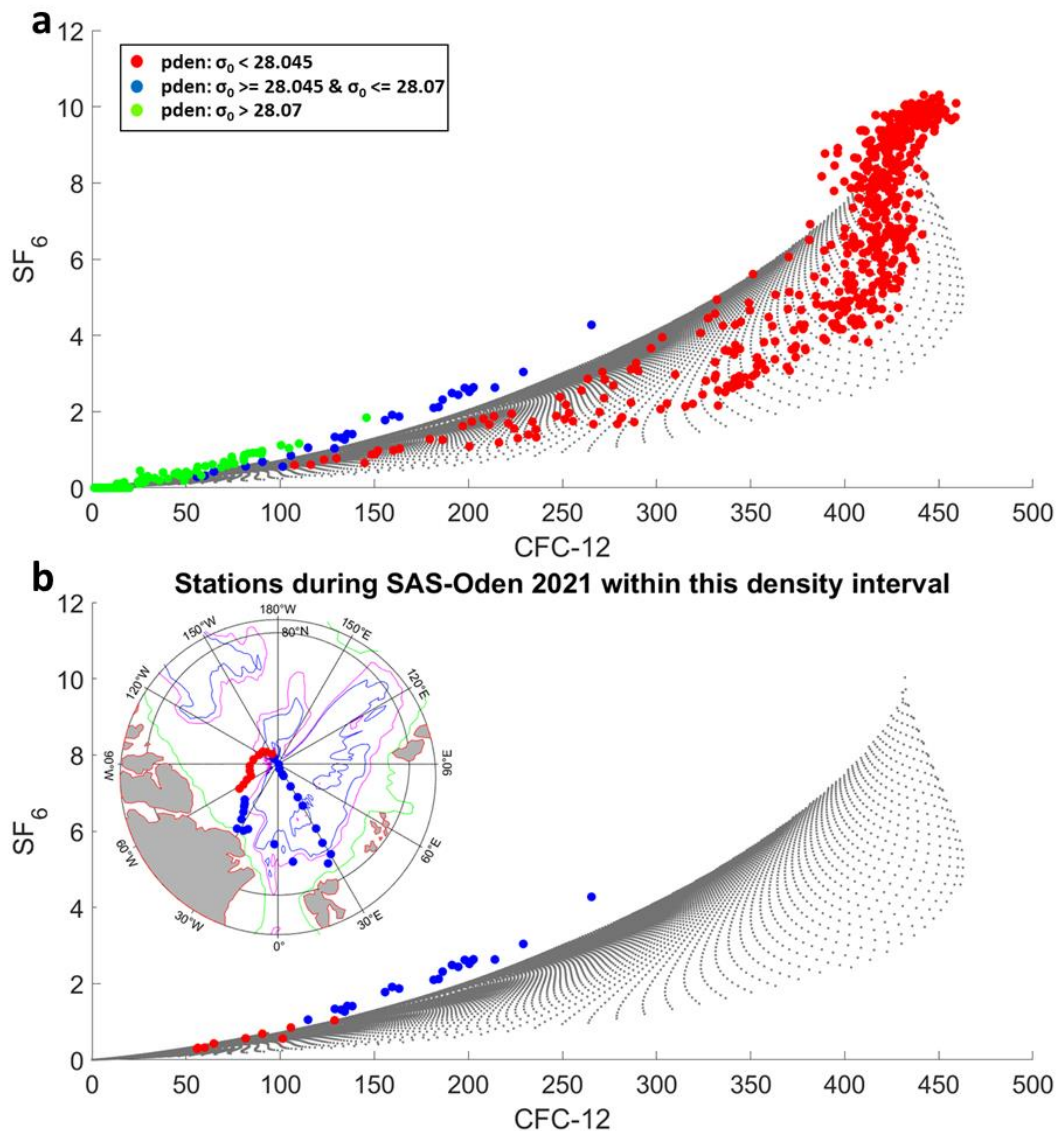 a
12
10
8
6
4
2
0
SF6
pden: σ0 < 28.045
pden: σ0 >= 28.045 & σ0 <= 28.07
pden: σ0 > 28.07
0 50 100 150 200 250 300 350 400 450 500
CFC-12
b
Stations during SAS-Oden 2021 within this density interval
12
10
8
6
4
2
0
SF6
180°W
150°W 80°N 150°E
120°W 120°E
90°W 90°E
60°W 60°E
30°W 30°E
0°
0 50 100 150 200 250 300 350 400 450 500
CFC-12